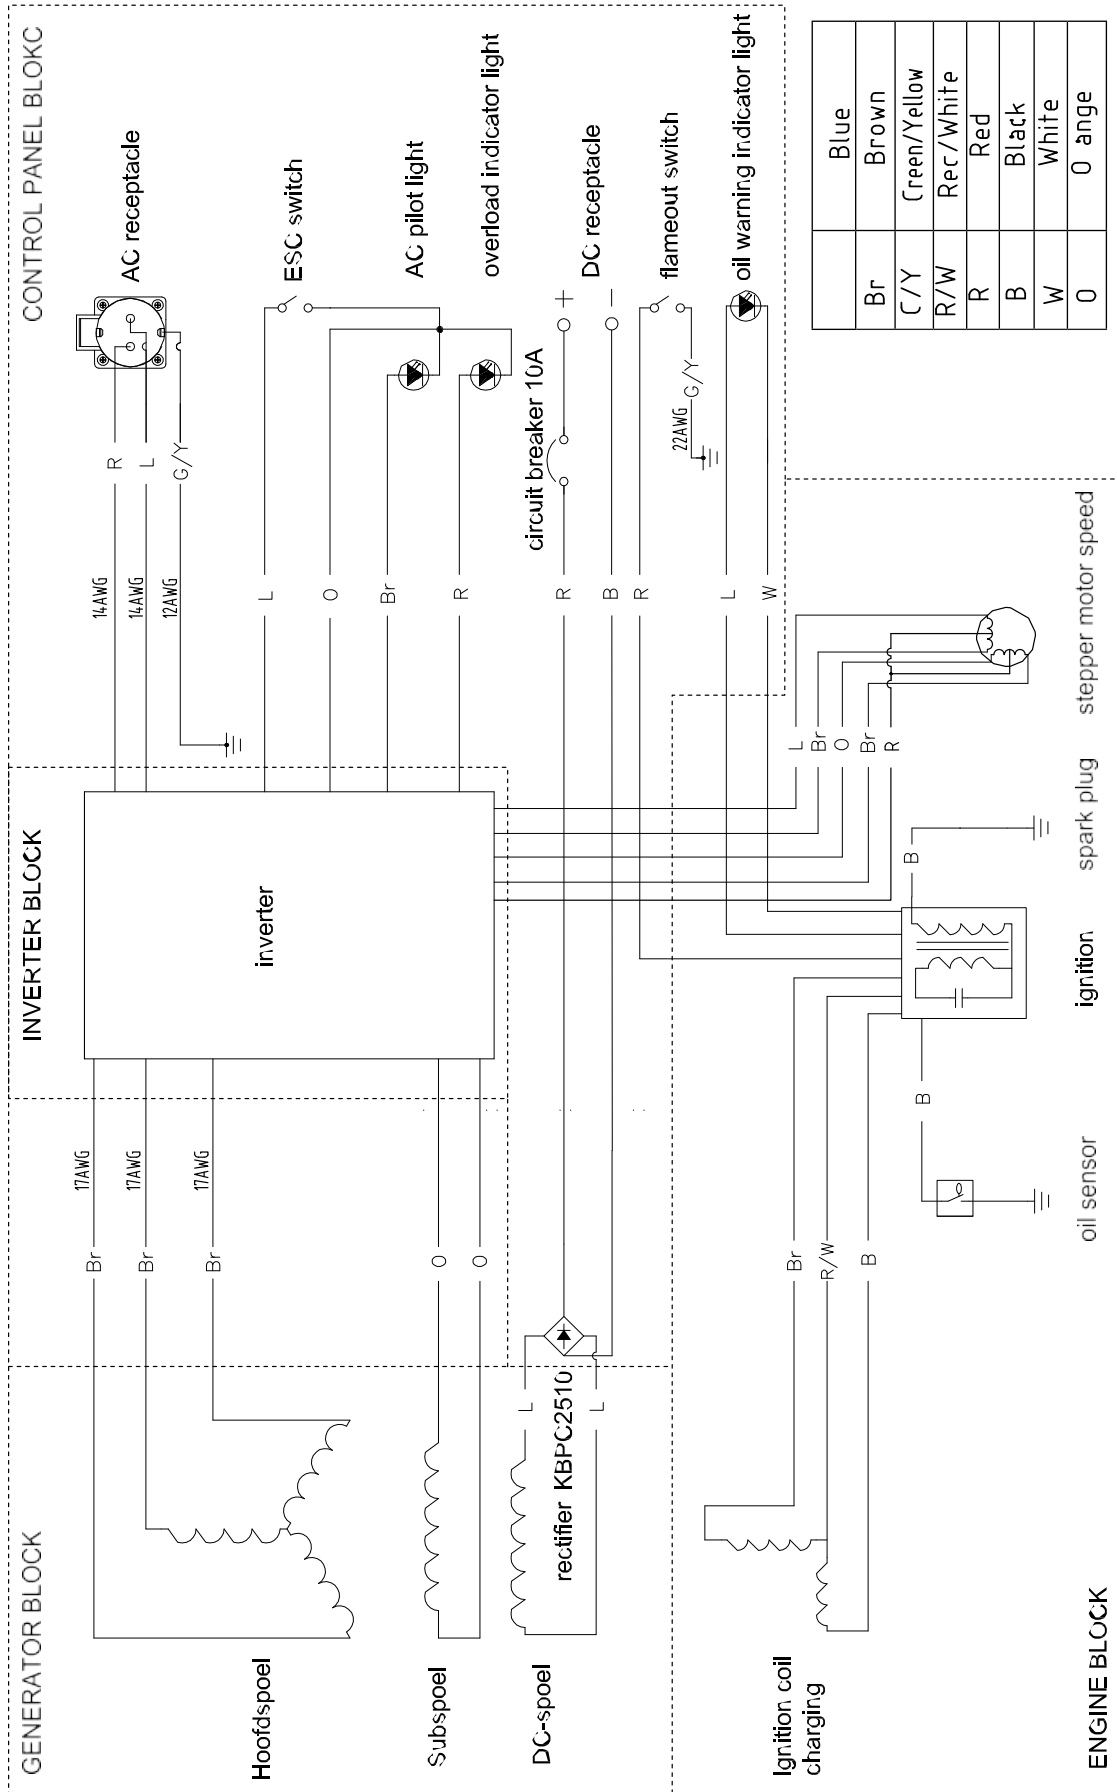 GENERATOR BLOCK
INVERTER BLOCK
CONTROL PANEL BLOKC
Hoofdspoel
Subspoel
DC-spoel
Ignition coil
charging
ENGINE BLOCK
17AWG
17AWG
17AWG
Br
Br
Br
O
O
L
L
rectifier KBPC2510
inverter
14AWG
14AWG
12AWG
R
L
G/Y
AC receptacle
L
O
Br
R
ESC switch
AC pilot light
overload indicator light
circuit breaker 10A
R
B
R
L
W
+
−
DC receptacle
22AWG
G/Y
flameout switch
oil warning indicator light
L
Br
O
Br
R
Br
R/W
B
B
B
oil sensor
ignition
spark plug
stepper motor speed
Blue
Br Brown
C/Y Creen/Yellow
R/W Rec/White
R Red
B Black
W White
O O ange